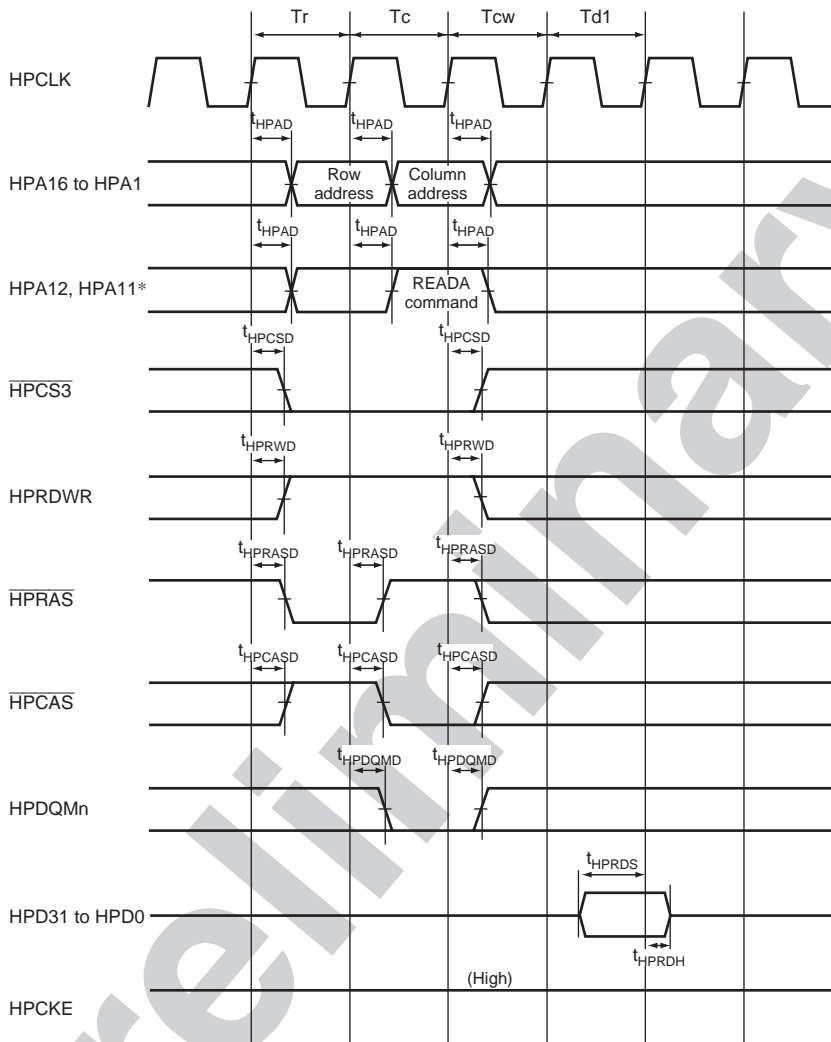 Tr Tc Tcw Td1
HPCLK
tHPAD tHPAD tHPAD
HPA16 to HPA1
Row address
Column address
tHPAD tHPAD tHPAD
HPA12, HPA11*
READA command
tHPCSD tHPCSD
HPCS3
tHPRWD tHPRWD
HPRDWR
tHPRASD tHPRASD tHPRASD
HPRAS
tHPCASD tHPCASD tHPCASD
HPCAS
tHPDQMD tHPDQMD
HPDQMn
tHPRDS
HPD31 to HPD0
tHPRDH
(High)
HPCKE